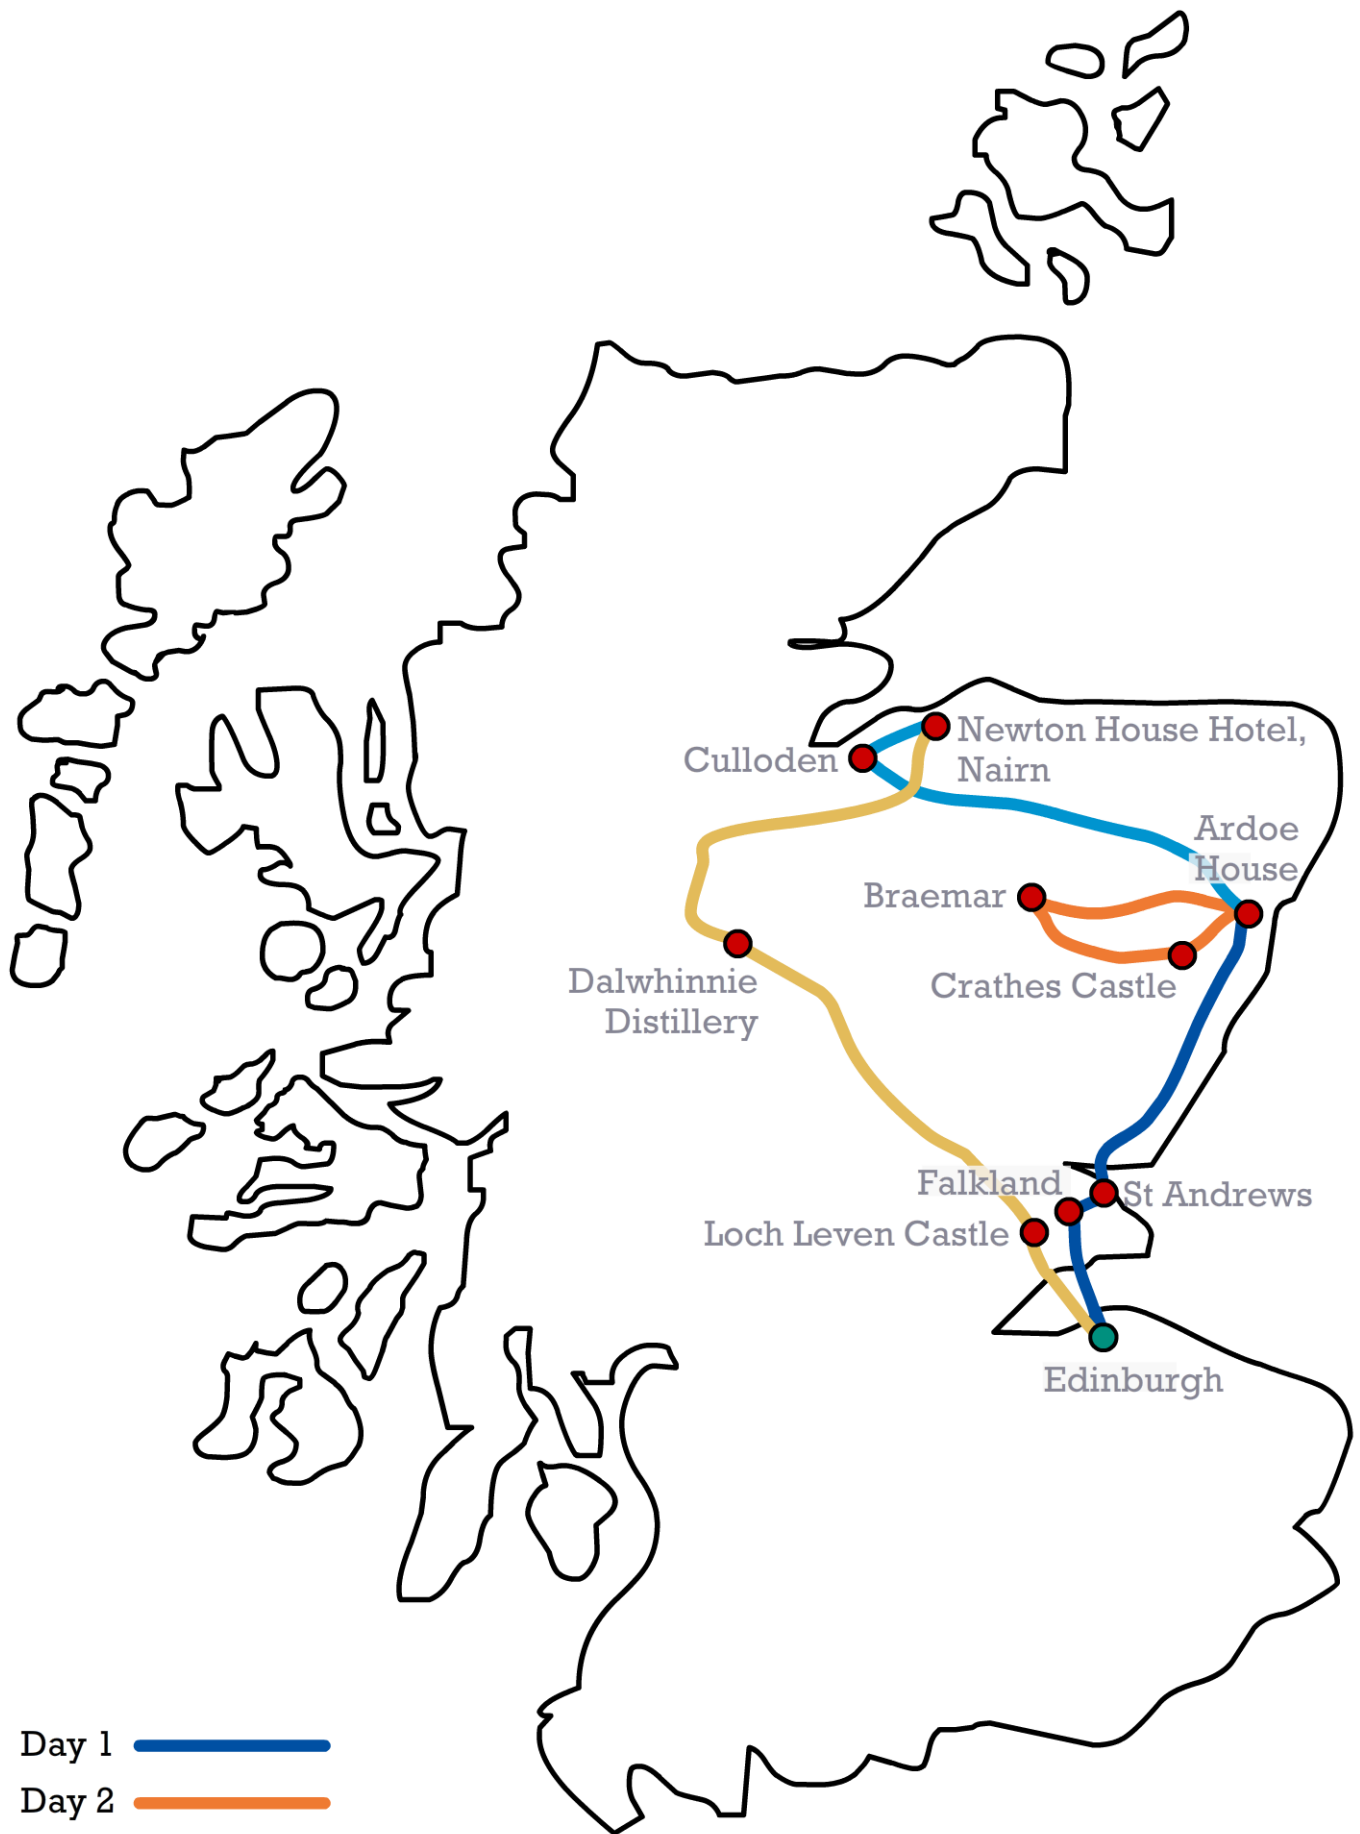 Newton House Hotel,
Nairn
Culloden
Ardoe
House
Braemar
Crathes Castle
Dalwhinnie
Distillery
Falkland
St Andrews
Loch Leven Castle
Edinburgh
Day 1
Day 2